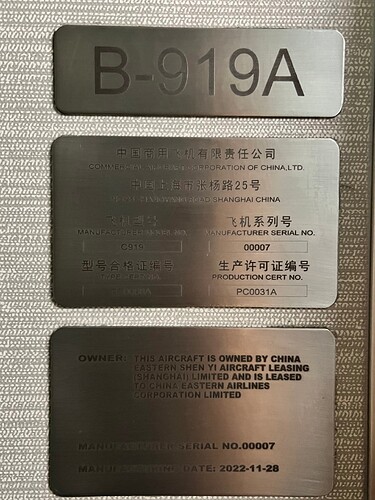 B-919A
中国商用飞机有限责任公司
COMMERCIAL AIRCRAFT CORPORATION OF CHINA,LTD.
中国上海市张杨路25号
SHANGHAI CHINA
飞机型号 飞机系列号
MANUFACTURER SERIAL NO.
C919 00007
型号合格证编号 生产许可证编号
PRODUCTION CERT NO.
PC0031A
OWNER: THIS AIRCRAFT IS OWNED BY CHINA
EASTERN SHEN YI AIRCRAFT LEASING
(SHANGHAI) LIMITED AND IS LEASED
TO CHINA EASTERN AIRLINES
CORPORATION LIMITED
MANUFACTURER SERIAL NO.00007
MANUFACTURING DATE: 2022-11-28